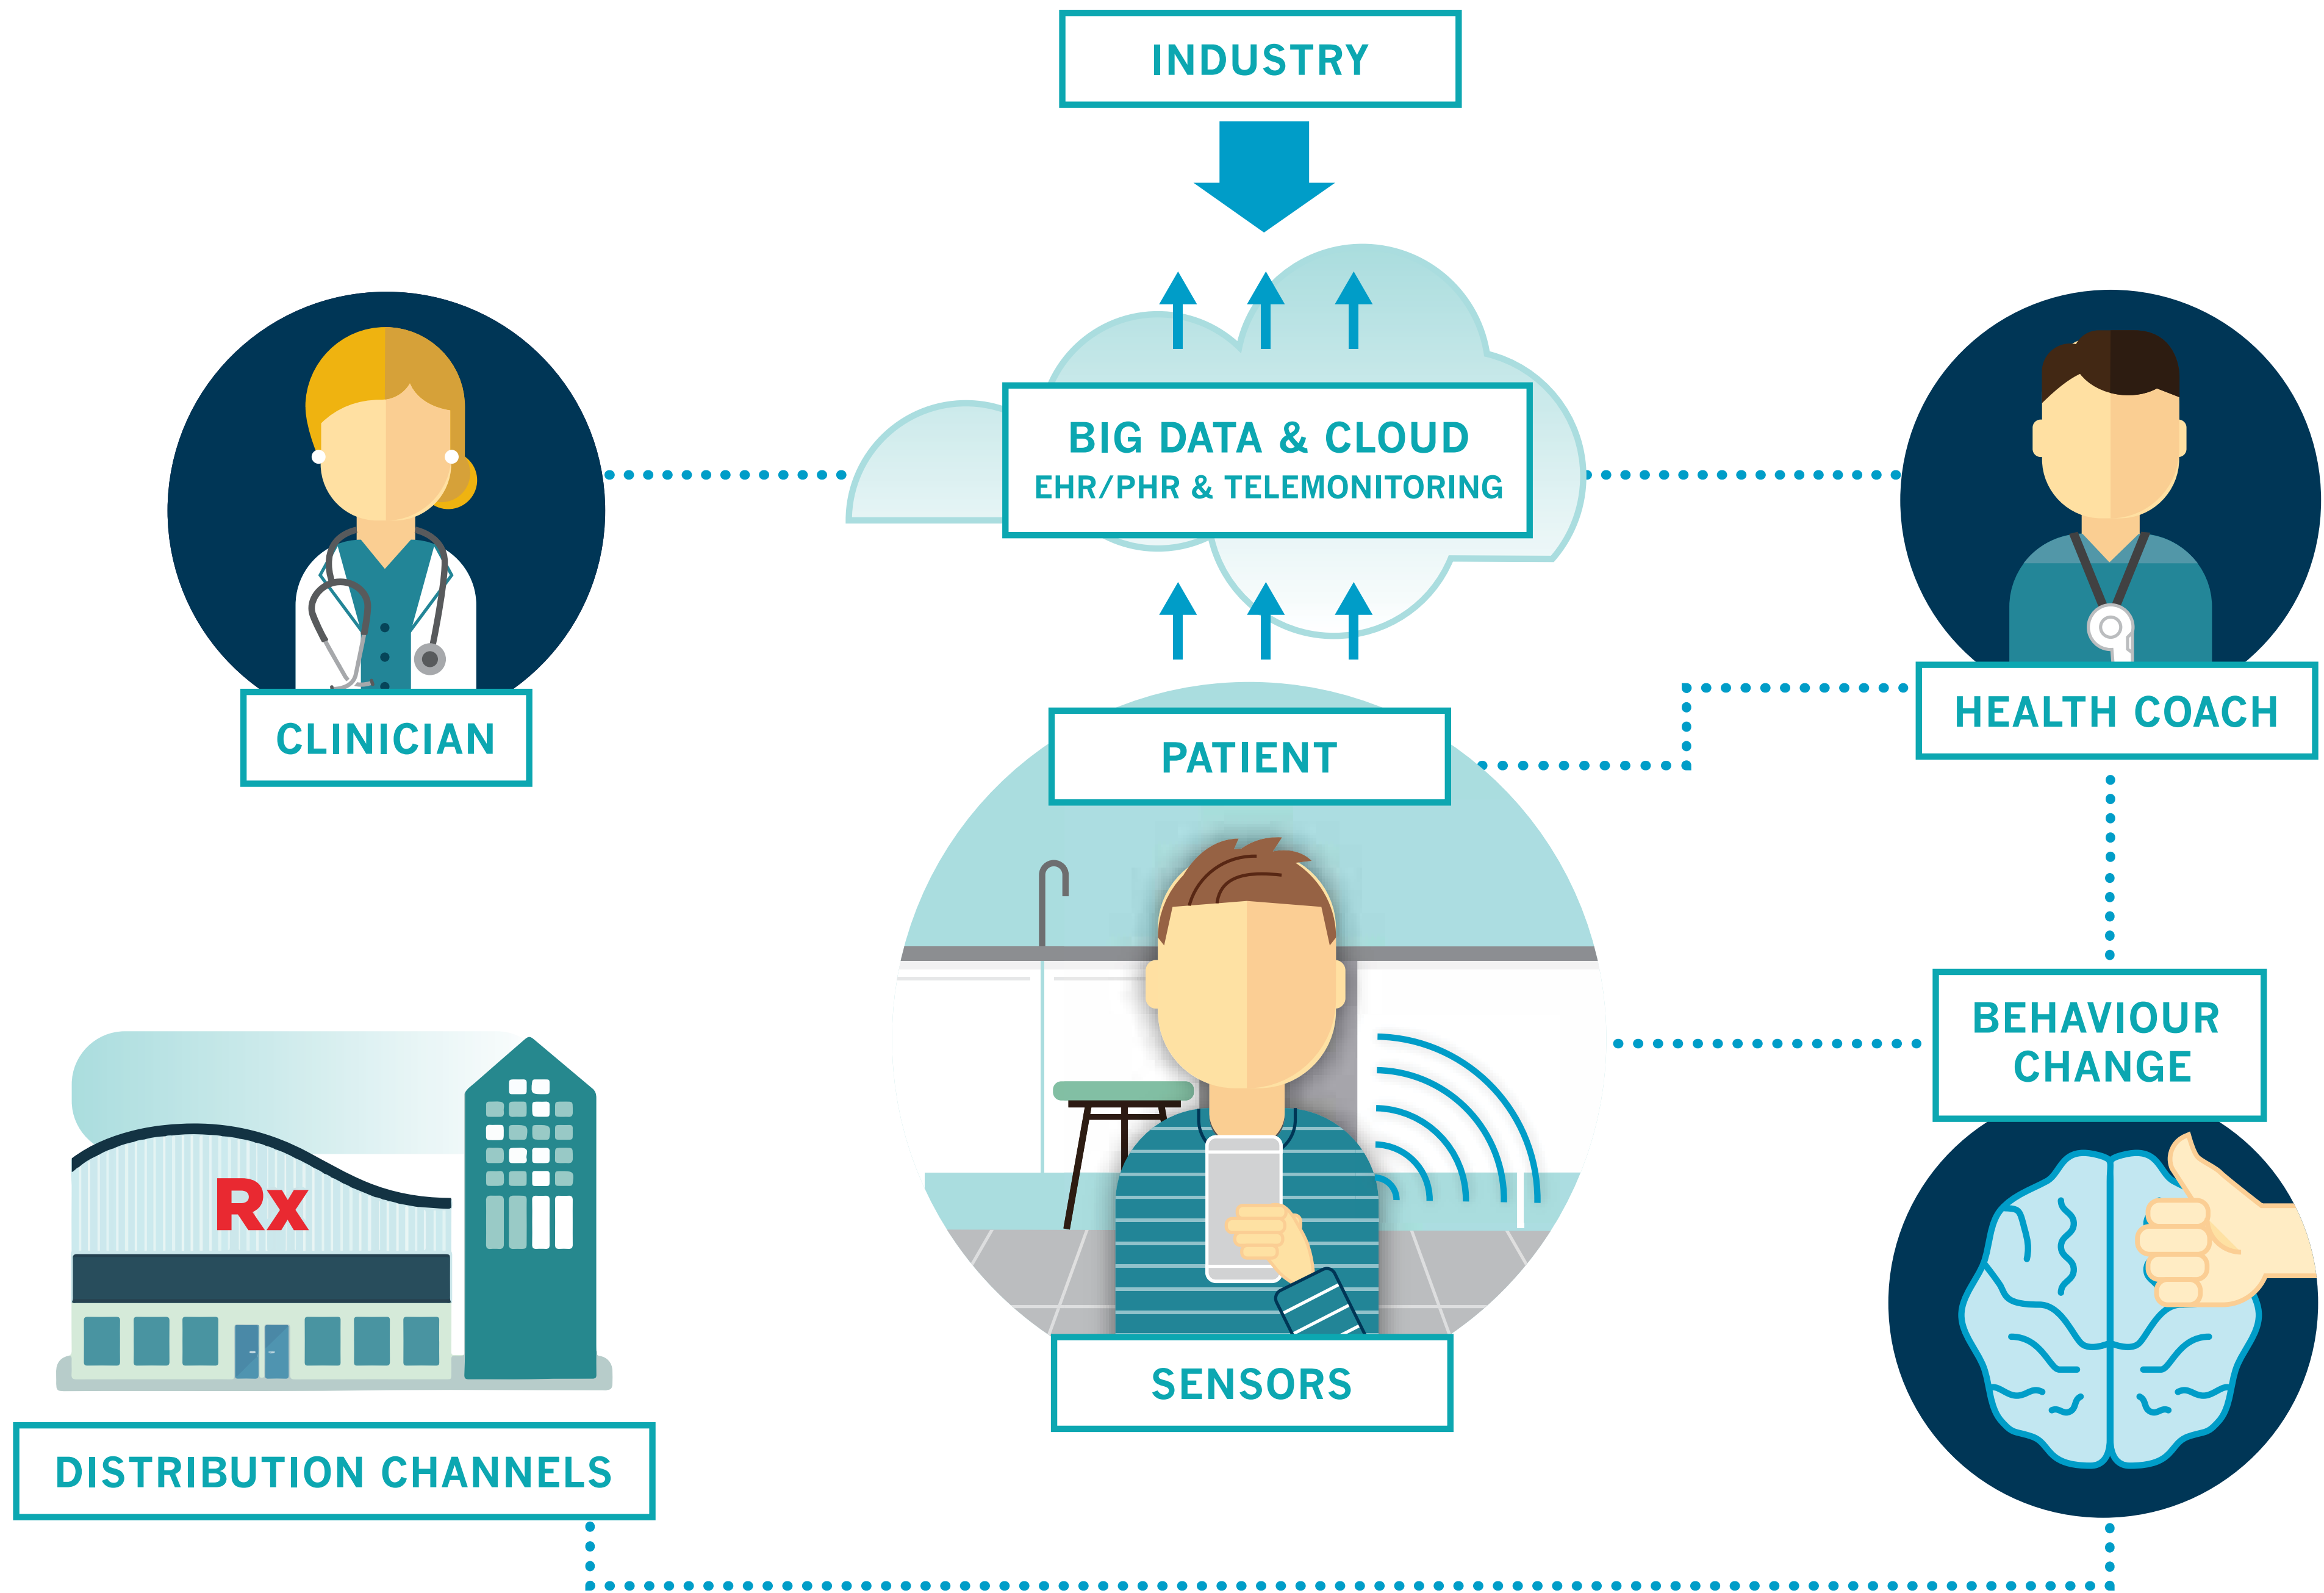 INDUSTRY
BIG DATA & CLOUD
EHR/PHR & TELEMONITORING
CLINICIAN
HEALTH COACH
PATIENT
BEHAVIOUR
CHANGE
Rx
SENSORS
DISTRIBUTION CHANNELS